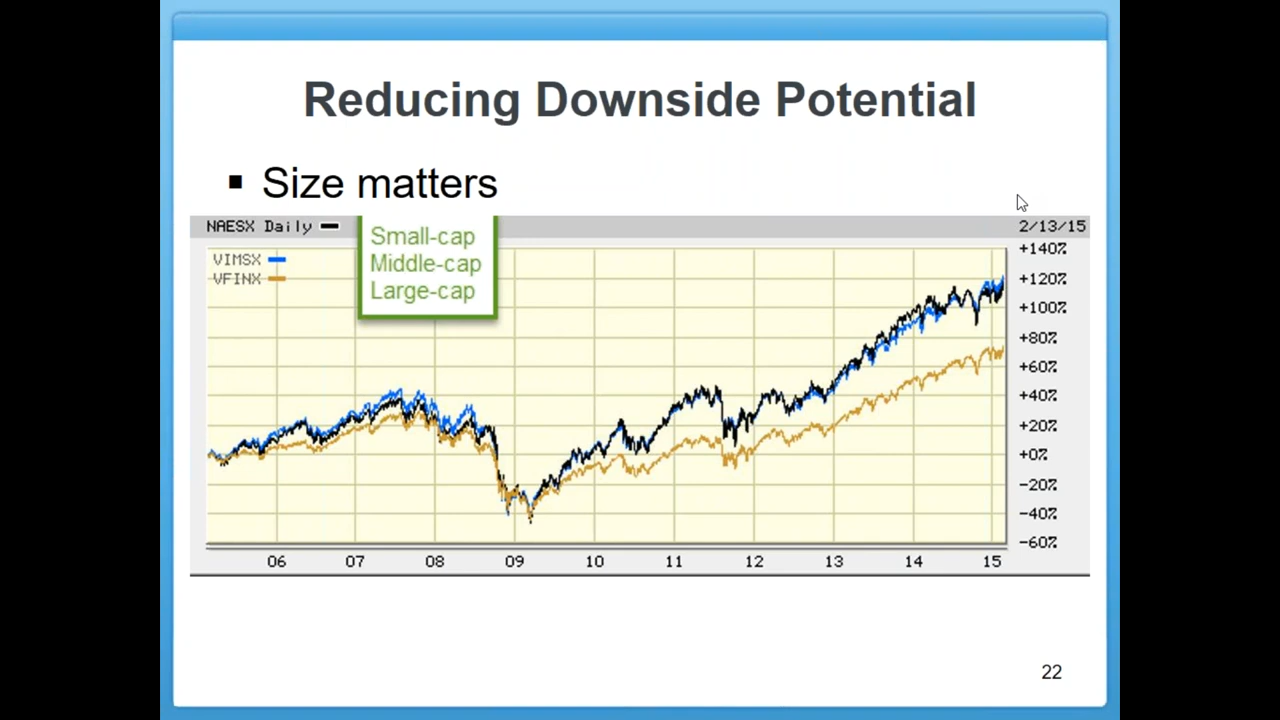 Reducing Downside Potential
▪ Size matters
NAESX Daily
2/13/15
VIMSX
VFINX
Small-cap
Middle-cap
Large-cap
+140%
+120%
+100%
+80%
+60%
+40%
+20%
+0%
-20%
-40%
-60%
06 07 08 09 10 11 12 13 14 15
22